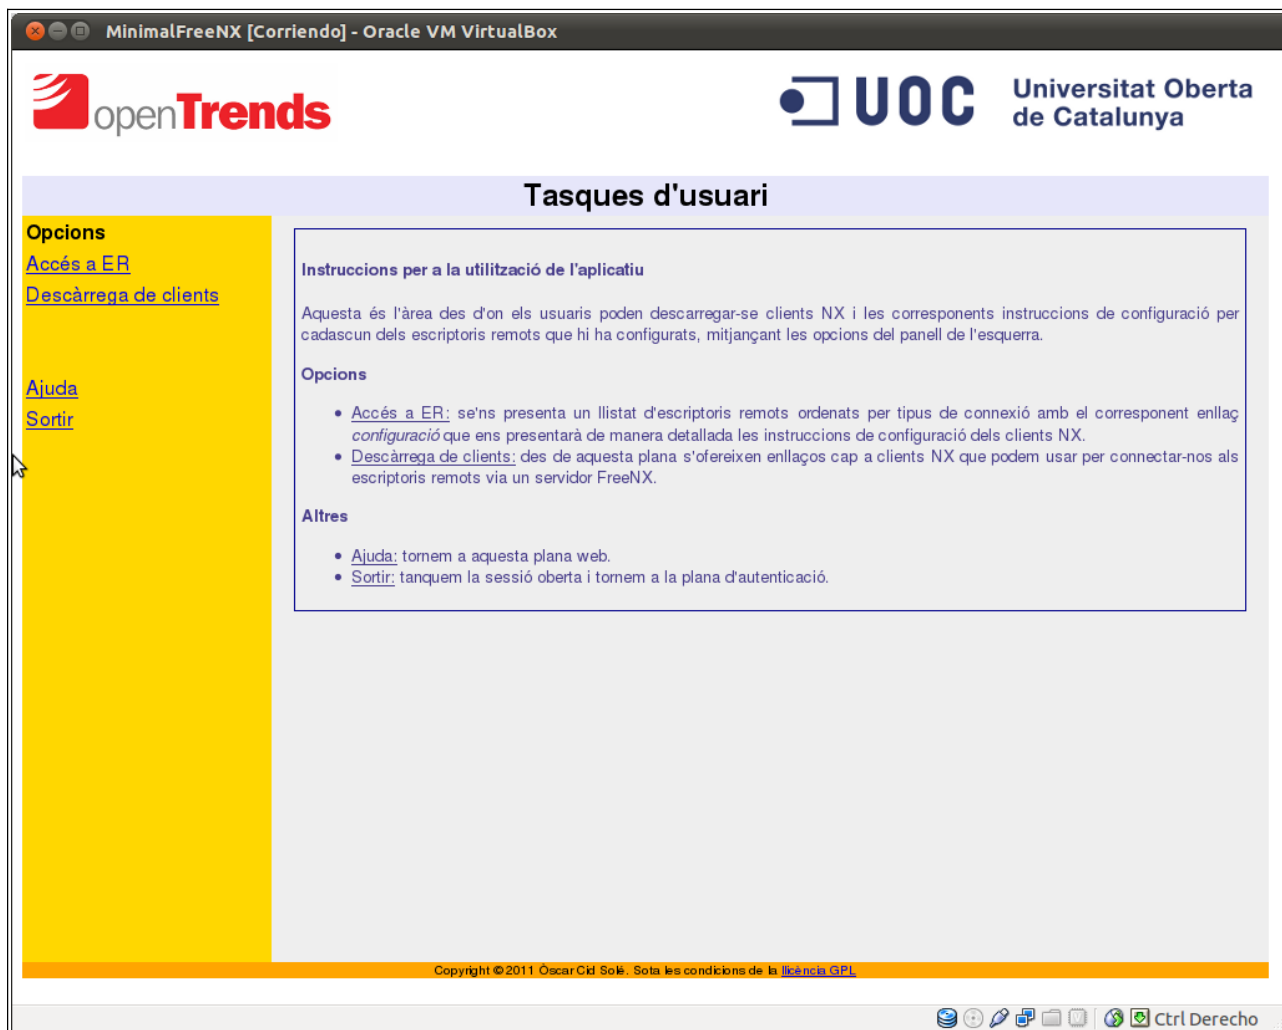 MinimalFreeNX [Corriendo] - Oracle VM VirtualBox
openTrends
UOC
Universitat Oberta
de Catalunya
Tasques d'usuari
Opcions
Accés a ER
Descàrrega de clients
Ajuda
Sortir
Instruccions per a la utilització de l'aplicatiu
Aquesta és l'àrea des d'on els usuaris poden descarregar-se clients NX i les corresponents instruccions de configuració per
cadascun dels escriptoris remots que hi ha configurats, mitjançant les opcions del panell de l'esquerra.
Opcions
• Accés a ER: se'ns presenta un llistat d'escriptoris remots ordenats per tipus de connexió amb el corresponent enllaç
configuració que ens presentarà de manera detallada les instruccions de configuració dels clients NX.
• Descàrrega de clients: des de aquesta plana s'ofereixen enllaços cap a clients NX que podem usar per connectar-nos als
escriptoris remots via un servidor FreeNX.
Altres
• Ajuda: tornem a aquesta plana web.
• Sortir: tanquem la sessió oberta i tornem a la plana d'autenticació.
Copyright © 2011 Òscar Cid Solé. Sota les condicions de la llicència GPL
Ctrl Derecho